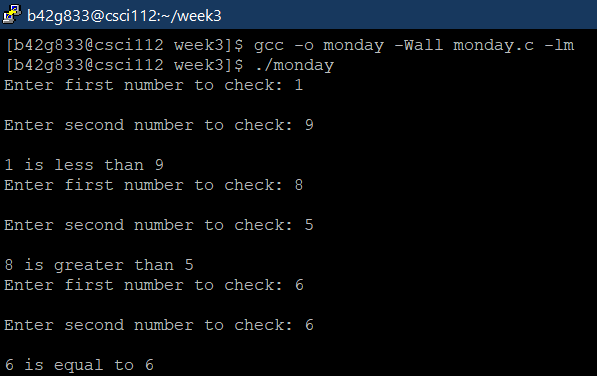 b42g833@csci112:~/week3
[b42g833@csci112 week3]$ gcc -o monday -Wall monday.c -lm
[b42g833@csci112 week3]$ ./monday
Enter first number to check: 1
Enter second number to check: 9
1 is less than 9
Enter first number to check: 8
Enter second number to check: 5
8 is greater than 5
Enter first number to check: 6
Enter second number to check: 6
6 is equal to 6